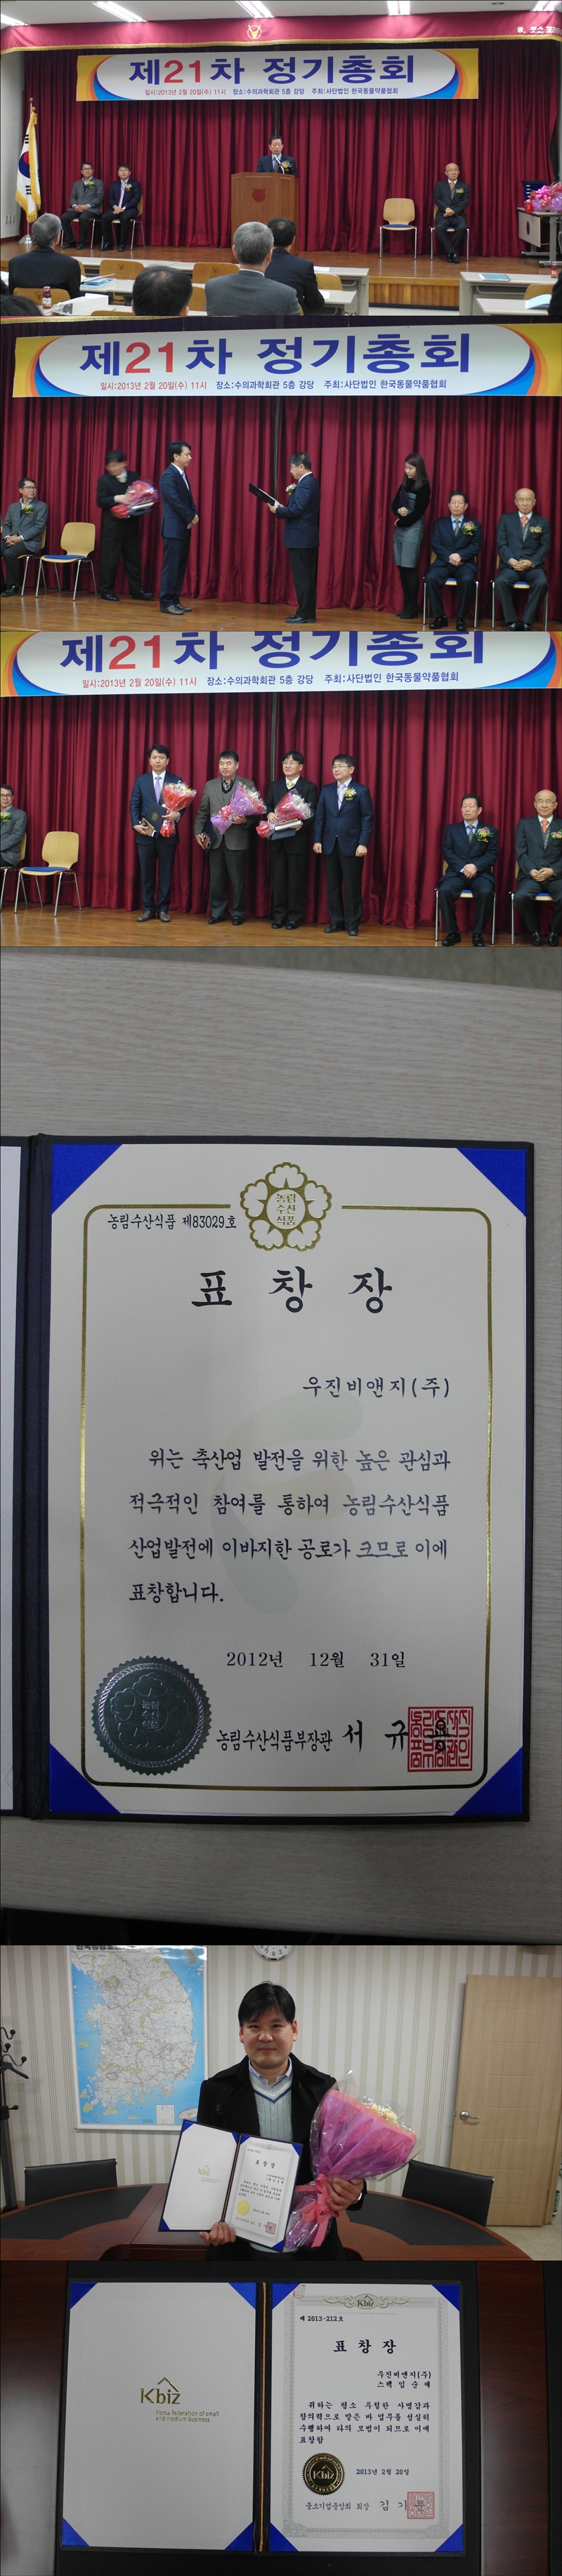 제21차 정기총회
일시:2013년 2월 20일(수) 11시 장소:수의과학회관 5층 강당 주최:사단법인 한국동물약품협회
제21차 정기총회
일시:2013년 2월 20일(수) 11시 장소:수의과학회관 5층 강당 주최:사단법인 한국동물약품협회
제21차 정기총회
일시:2013년 2월 20일(수) 11시 장소:수의과학회관 5층 강당 주최:사단법인 한국동물약품협회
농림수산식품 제83029호
농림
수산
식품
표 창 장
우진비앤지(주)
위는 축산업 발전을 위한 높은 관심과
적극적인 참여를 통하여 농림수산식품
산업발전에 이바지한 공로가 크므로 이에
표창합니다.
2012년 12월 31일
농림수산식품부장관 서 규 용
Kbiz
표 창 장
Kbiz
Korea federation of small
and medium business
Kbiz
제 2013-212호
표 창 장
우진비앤지(주)
스팩 임 순 재
귀하는 평소 투철한 사명감과
창의력으로 맡은 바 업무를 성실히
수행하여 타의 모범이 되므로 이에
표창함
2013년 2월 20일
Kbiz
중소기업중앙회 회장 김 기 문